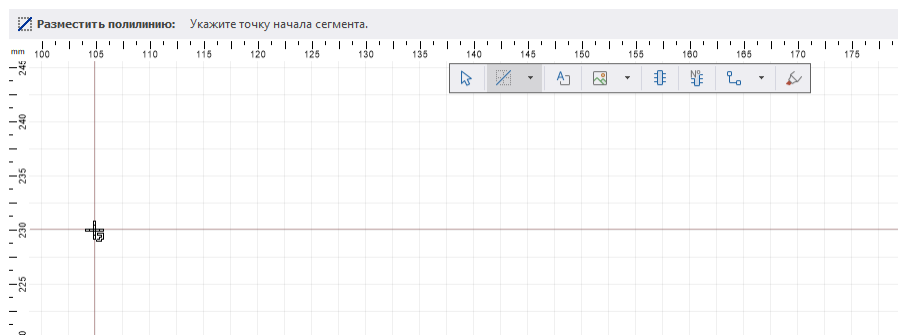 Разместить полилинию: Укажите точку начала сегмента.
mm 100 105 110 115 120 125 130 135 140 145 150 155 160 165 170 175
245
A
Nº
240
235
230
225